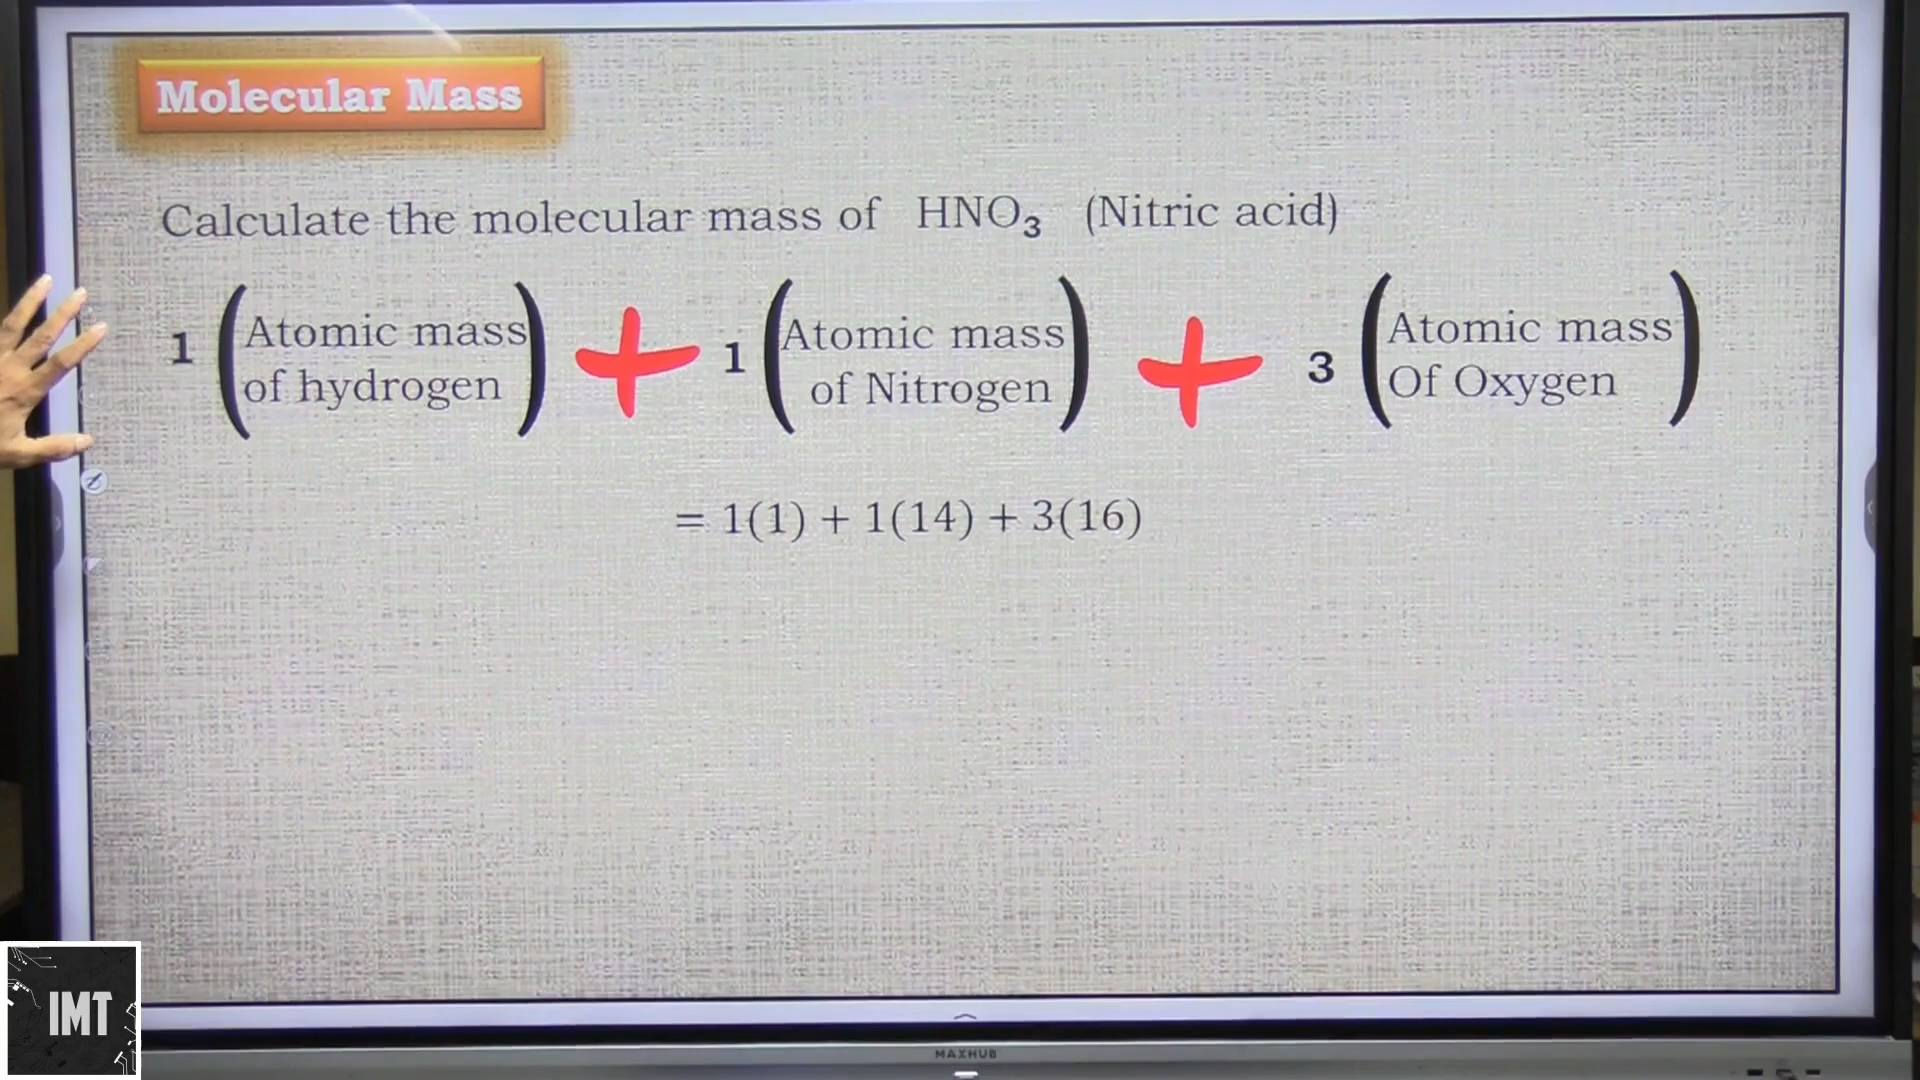 Molecular Mass
Calculate the molecular mass of HNO₃ (Nitric acid)
1 (Atomic mass of hydrogen) + 1 (Atomic mass of Nitrogen) + 3 (Atomic mass Of Oxygen)
= 1(1) + 1(14) + 3(16)
IMT
MAXHUB